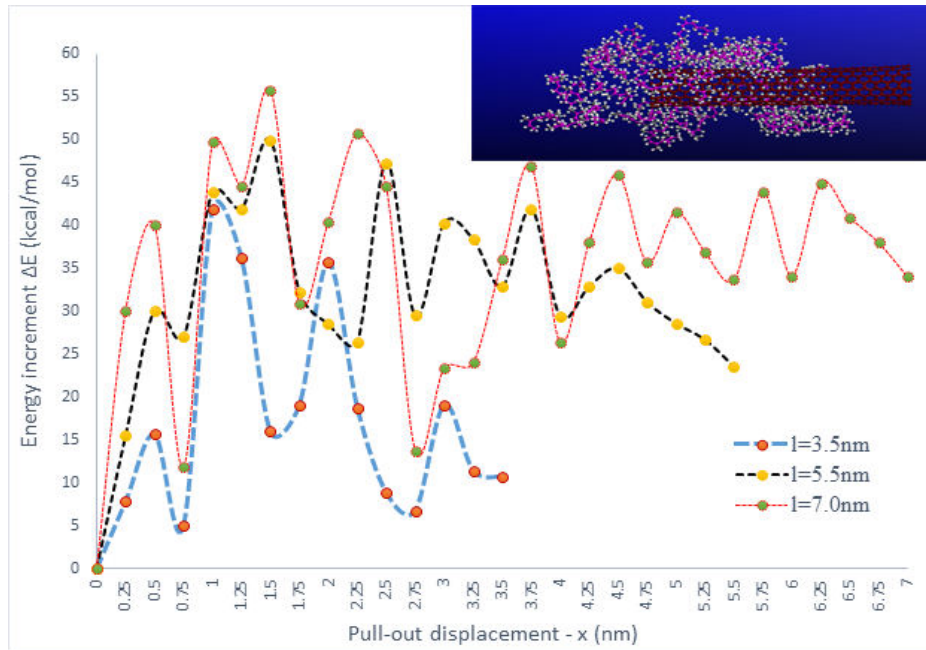 60
55
50
45
40
35
30
25
20
15
10
5
0
Energy increment ΔE (kcal/mol)
l=3.5nm
l=5.5nm
l=7.0nm
0 0.25 0.5 0.75 1 1.25 1.5 1.75 2 2.25 2.5 2.75 3 3.25 3.5 3.75 4 4.25 4.5 4.75 5 5.25 5.5 5.75 6 6.25 6.5 6.75 7
Pull-out displacement - x (nm)